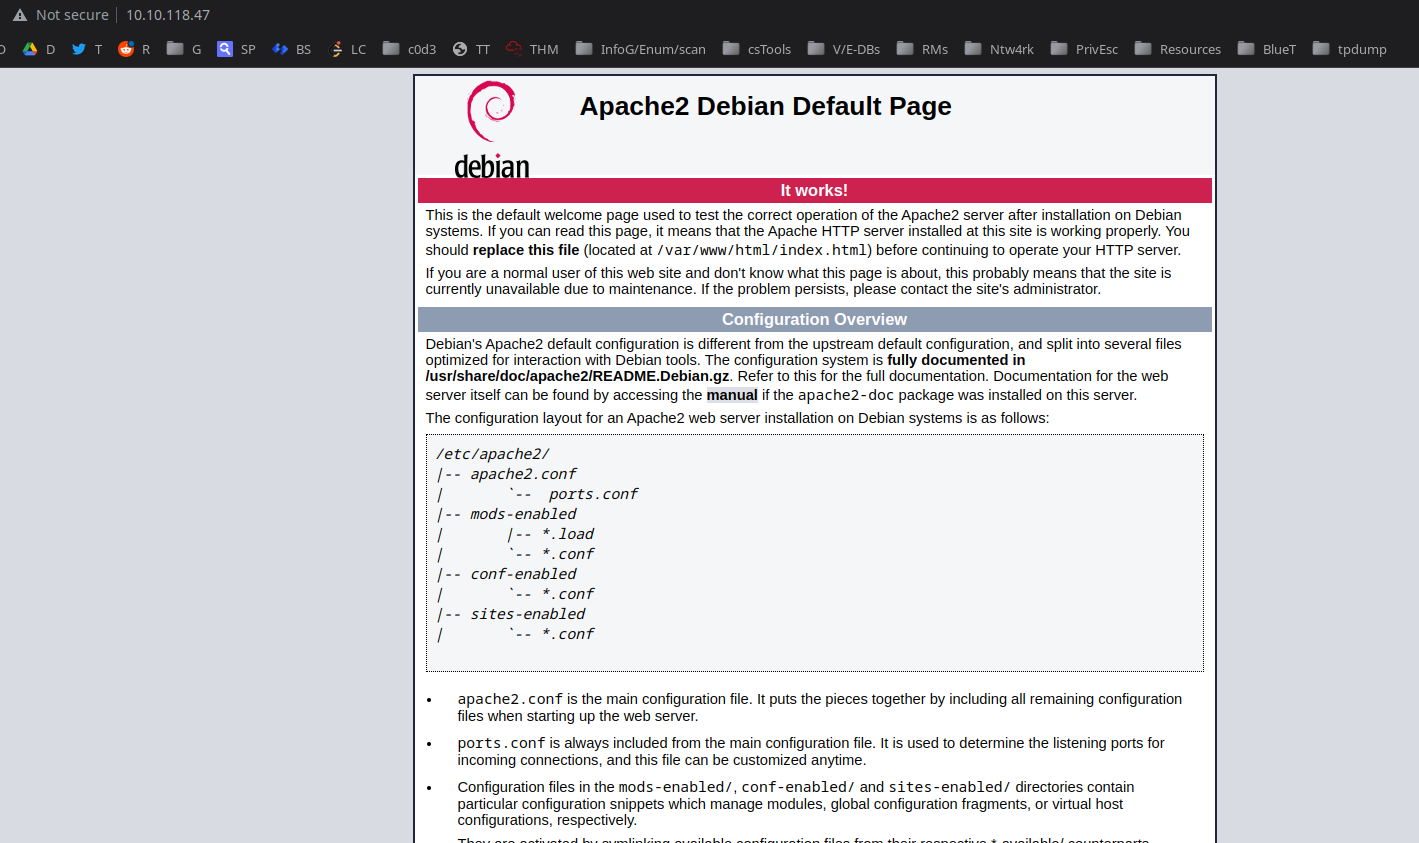 Not secure 10.10.118.47
D T R G SP BS LC c0d3 TT THM InfoG/Enum/scan csTools V/E-DBs RMs Ntw4rk PrivEsc Resources BlueT tpdump
debian
Apache2 Debian Default Page
It works!
This is the default welcome page used to test the correct operation of the Apache2 server after installation on Debian
systems. If you can read this page, it means that the Apache HTTP server installed at this site is working properly. You
should replace this file (located at /var/www/html/index.html) before continuing to operate your HTTP server.
If you are a normal user of this web site and don't know what this page is about, this probably means that the site is
currently unavailable due to maintenance. If the problem persists, please contact the site's administrator.
Configuration Overview
Debian's Apache2 default configuration is different from the upstream default configuration, and split into several files
optimized for interaction with Debian tools. The configuration system is fully documented in
/usr/share/doc/apache2/README.Debian.gz. Refer to this for the full documentation. Documentation for the web
server itself can be found by accessing the manual if the apache2-doc package was installed on this server.
The configuration layout for an Apache2 web server installation on Debian systems is as follows:
/etc/apache2/
|-- apache2.conf
|       `--  ports.conf
|-- mods-enabled
|       |-- *.load
|       `-- *.conf
|-- conf-enabled
|       `-- *.conf
|-- sites-enabled
|       `-- *.conf
• apache2.conf is the main configuration file. It puts the pieces together by including all remaining configuration
files when starting up the web server.
• ports.conf is always included from the main configuration file. It is used to determine the listening ports for
incoming connections, and this file can be customized anytime.
• Configuration files in the mods-enabled/, conf-enabled/ and sites-enabled/ directories contain
particular configuration snippets which manage modules, global configuration fragments, or virtual host
configurations, respectively.
They are activated by symlinking available configuration files from their respective *-available/ counterparts.